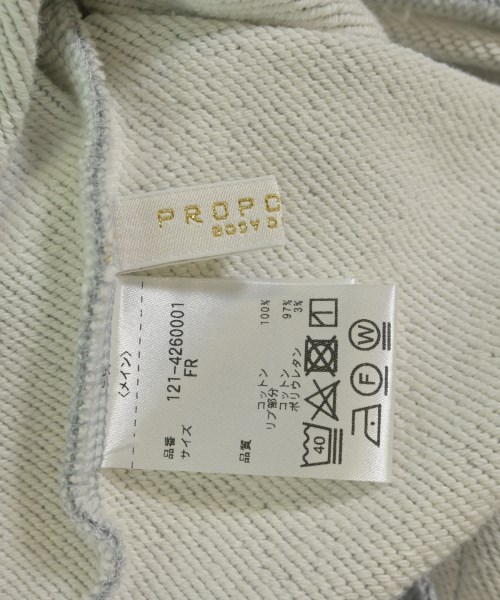 PROPO
BODY D
〈メイン〉
品番 121-4260001
サイズ FR
品質 コットン 100%
リブ部分
コットン 97%
ポリウレタン 3%
40
F
W